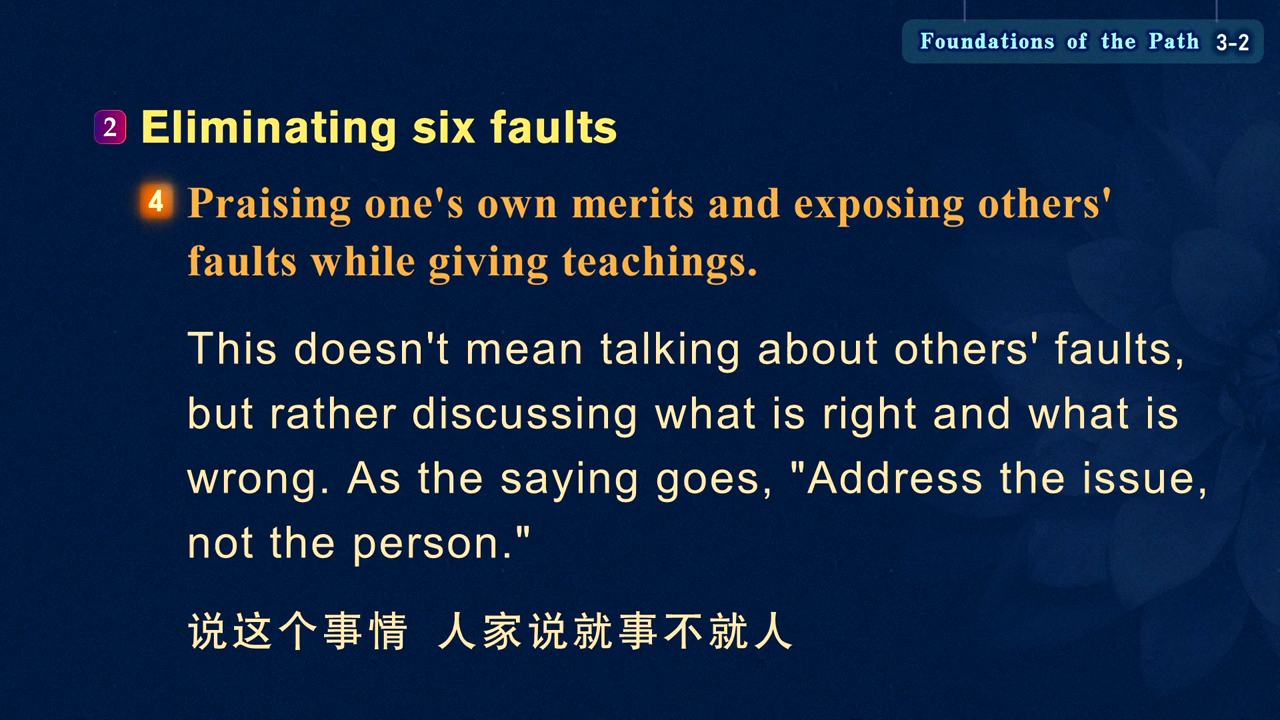 Foundations of the Path 3-2
2 Eliminating six faults
4 Praising one's own merits and exposing others'
faults while giving teachings.
This doesn't mean talking about others' faults,
but rather discussing what is right and what is
wrong. As the saying goes, "Address the issue,
not the person."
说这个事情 人家说就事不就人